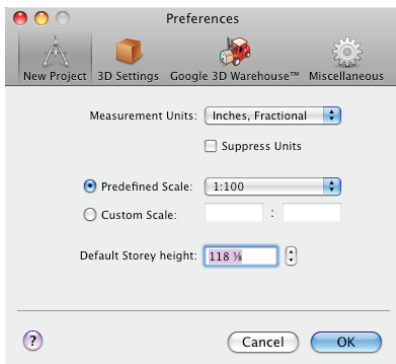 Preferences
New Project 3D Settings Google 3D Warehouse™ Miscellaneous
Measurement Units: Inches, Fractional
Suppress Units
Predefined Scale: 1:100
Custom Scale: :
Default Storey height: 118 ⅛
? Cancel OK